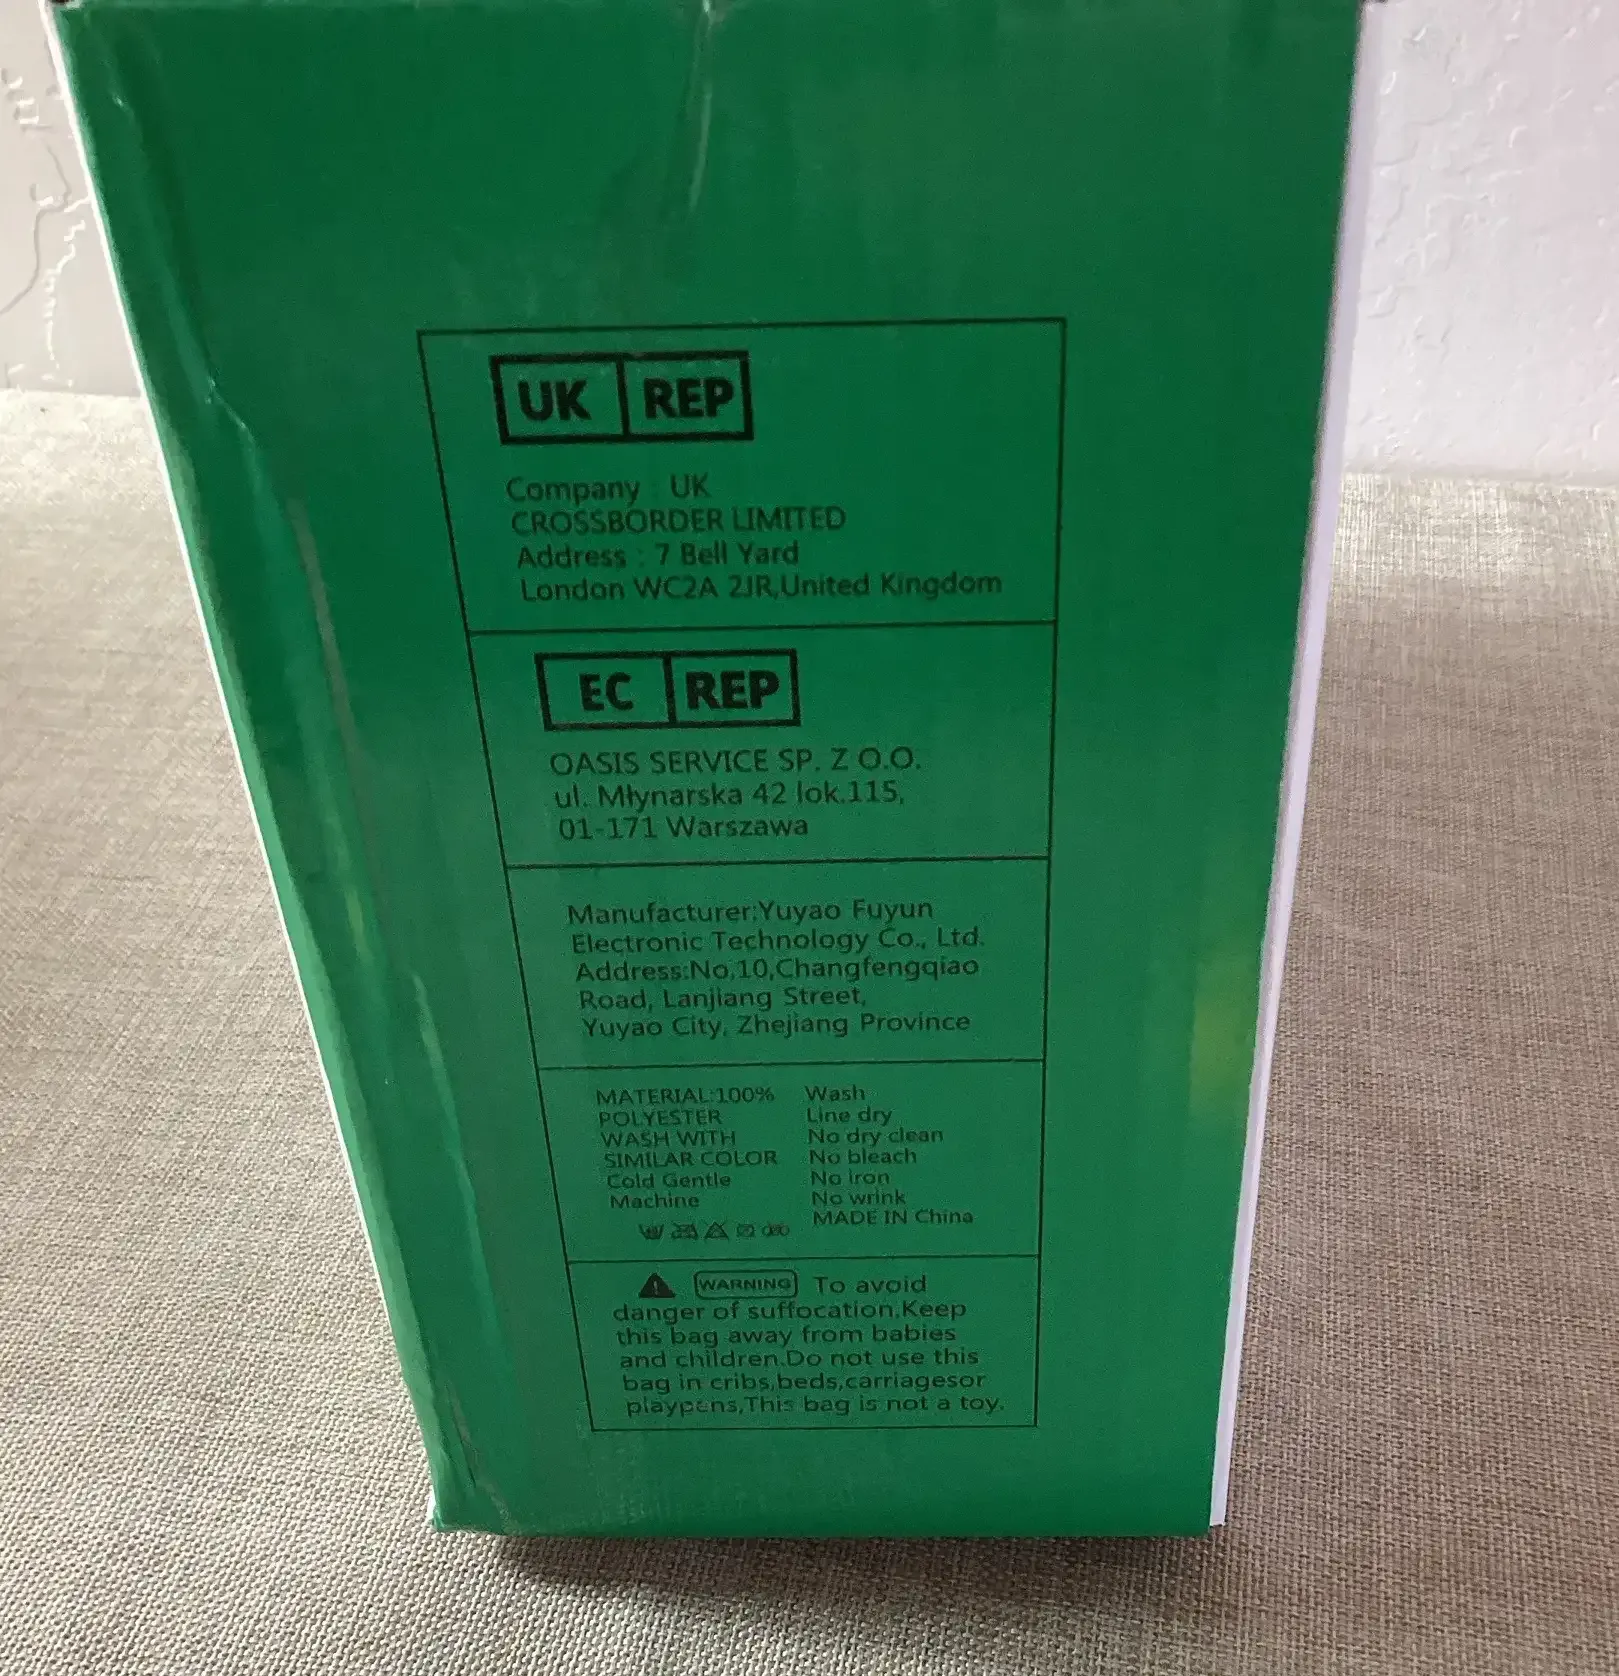 UK REP
Company : UK
CROSSBORDER LIMITED
Address : 7 Bell Yard
London WC2A 2JR,United Kingdom
EC REP
OASIS SERVICE SP. Z O.O.
ul. Młynarska 42 lok.115,
01-171 Warszawa
Manufacturer:Yuyao Fuyun
Electronic Technology Co., Ltd.
Address:No,10,Changfengqiao
Road, Lanjiang Street,
Yuyao City, Zhejiang Province
MATERIAL:100%
POLYESTER
WASH WITH
SIMILAR COLOR
Cold Gentle
Machine
Wash
Line dry
No dry clean
No bleach
No iron
No wrink
MADE IN China
WARNING To avoid
danger of suffocation,Keep
this bag away from babies
and children.Do not use this
bag in cribs,beds,carriagesor
playpens,This bag is not a toy.